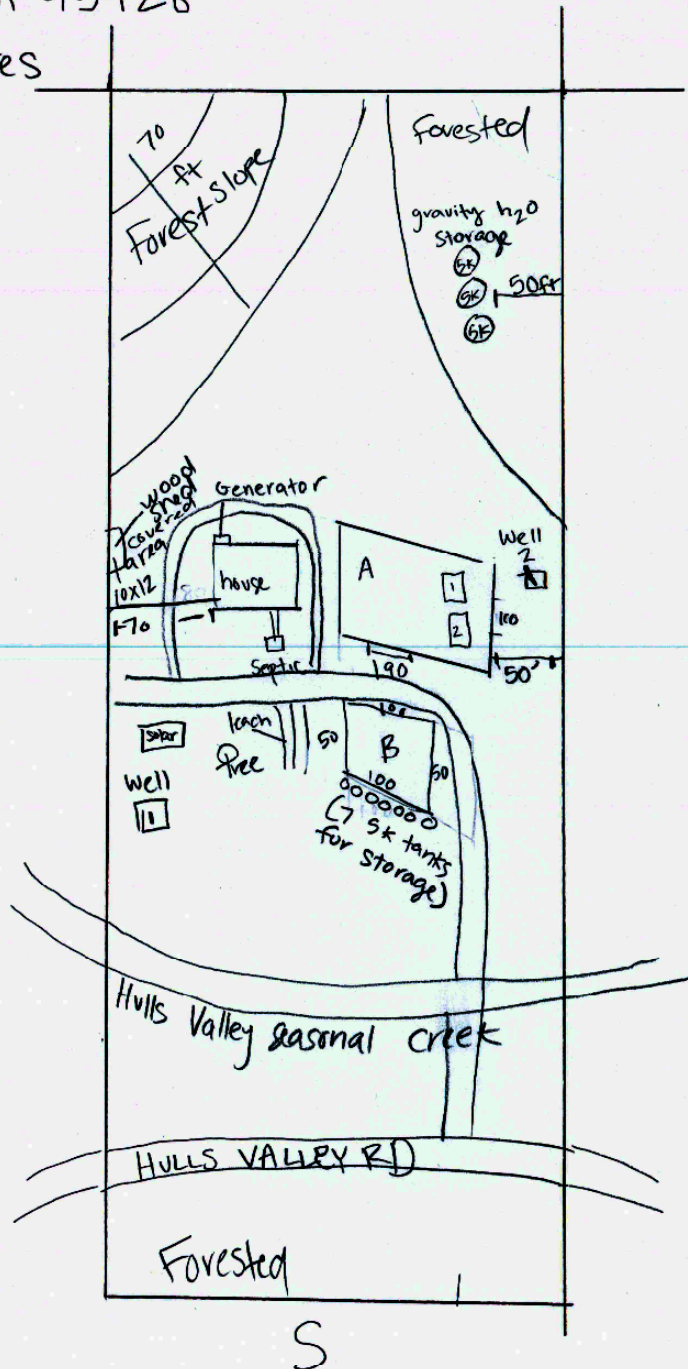 es
Forested
70
ft
Forest slope
gravity h2o
storage
5K
5K
50ft
5K
wood
shed
covered
area
10x12
Generator
house
170
Septic
A
1
2
100
190
Well
2
50'
solar
Well
1
leach
50
100
B
50
100
(7 5K tanks
for storage)
Hulls Valley seasonal creek
HULLS VALLEY RD
Forested
S